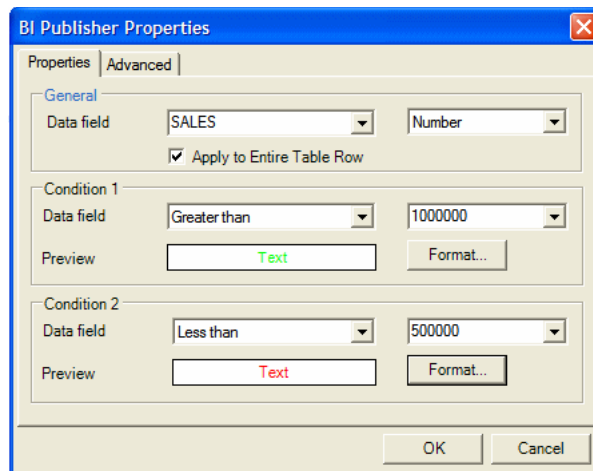 BI Publisher Properties
Properties Advanced
General
Data field SALES Number
Apply to Entire Table Row
Condition 1
Data field Greater than 1000000
Preview Text Format...
Condition 2
Data field Less than 500000
Preview Text Format...
OK Cancel